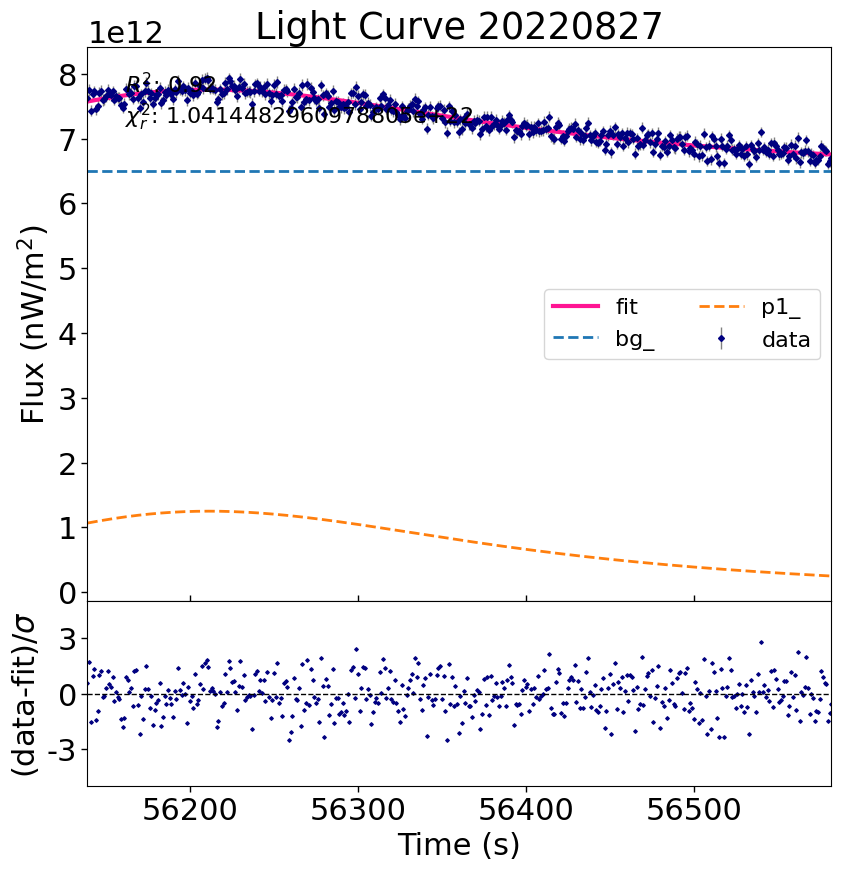 Light Curve 20220827
1e12
R²: 0.92
χᵣ²: 1.0414482960978805e+22
8
7
6
5
4
3
2
1
0
Flux (nW/m²)
fit
bg_
p1_
data
3
0
-3
(data-fit)/σ
56200 56300 56400 56500
Time (s)